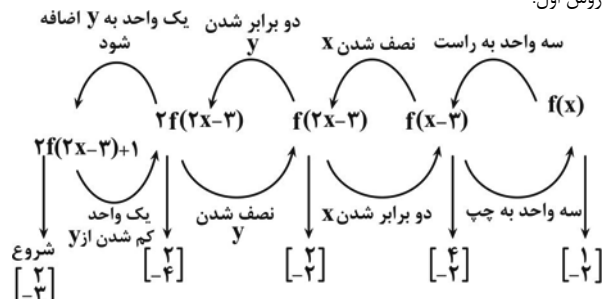 روش اول:
یک واحد به y اضافه شود
دو برابر شدن y
نصف شدن x
سه واحد به راست
۲f(۲x-۳)+۱
۲f(۲x-۳)
f(۲x-۳)
f(x-۳)
f(x)
یک واحد کم شدن از y
نصف شدن y
دو برابر شدن x
سه واحد به چپ
شروع
[۲ -۳]
[۲ -۴]
[۲ -۲]
[۴ -۲]
[۱ -۲]